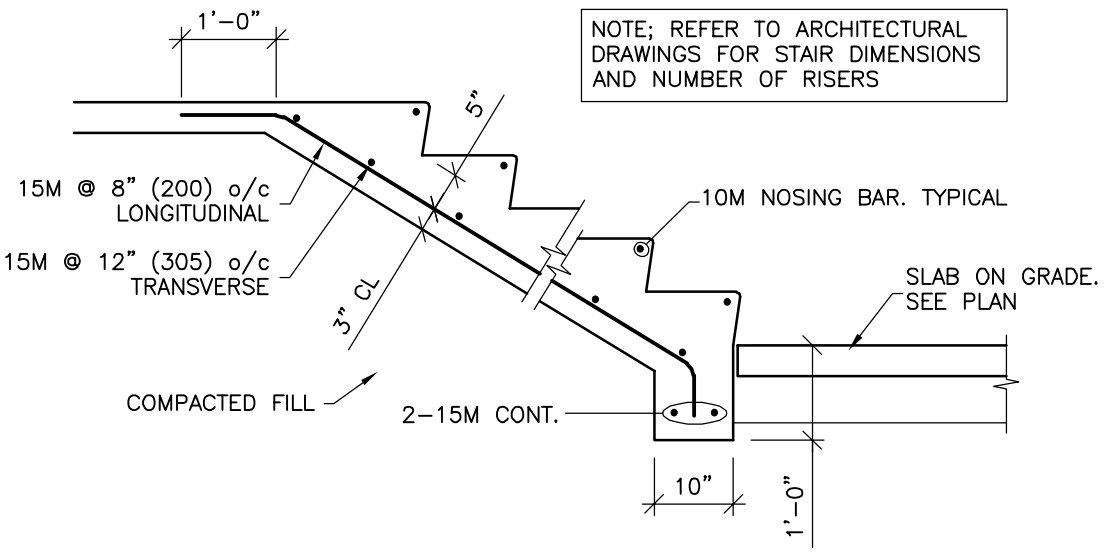 1'-0"
NOTE; REFER TO ARCHITECTURAL
DRAWINGS FOR STAIR DIMENSIONS
AND NUMBER OF RISERS
5"
15M @ 8" (200) o/c
LONGITUDINAL
10M NOSING BAR. TYPICAL
15M @ 12" (305) o/c
TRANSVERSE
SLAB ON GRADE.
SEE PLAN
3" CL
COMPACTED FILL
2-15M CONT.
10"
1'-0"